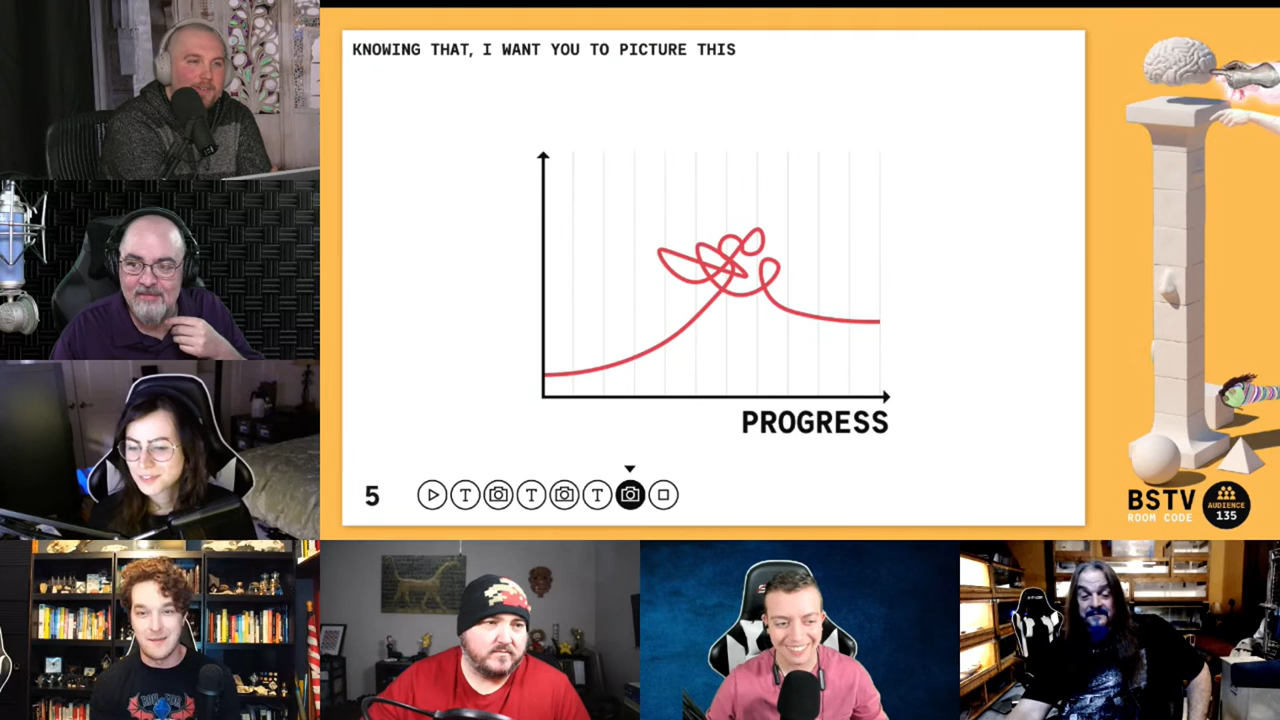 KNOWING THAT, I WANT YOU TO PICTURE THIS
PROGRESS
5
T
T
T
BSTV
ROOM CODE
AUDIENCE
135